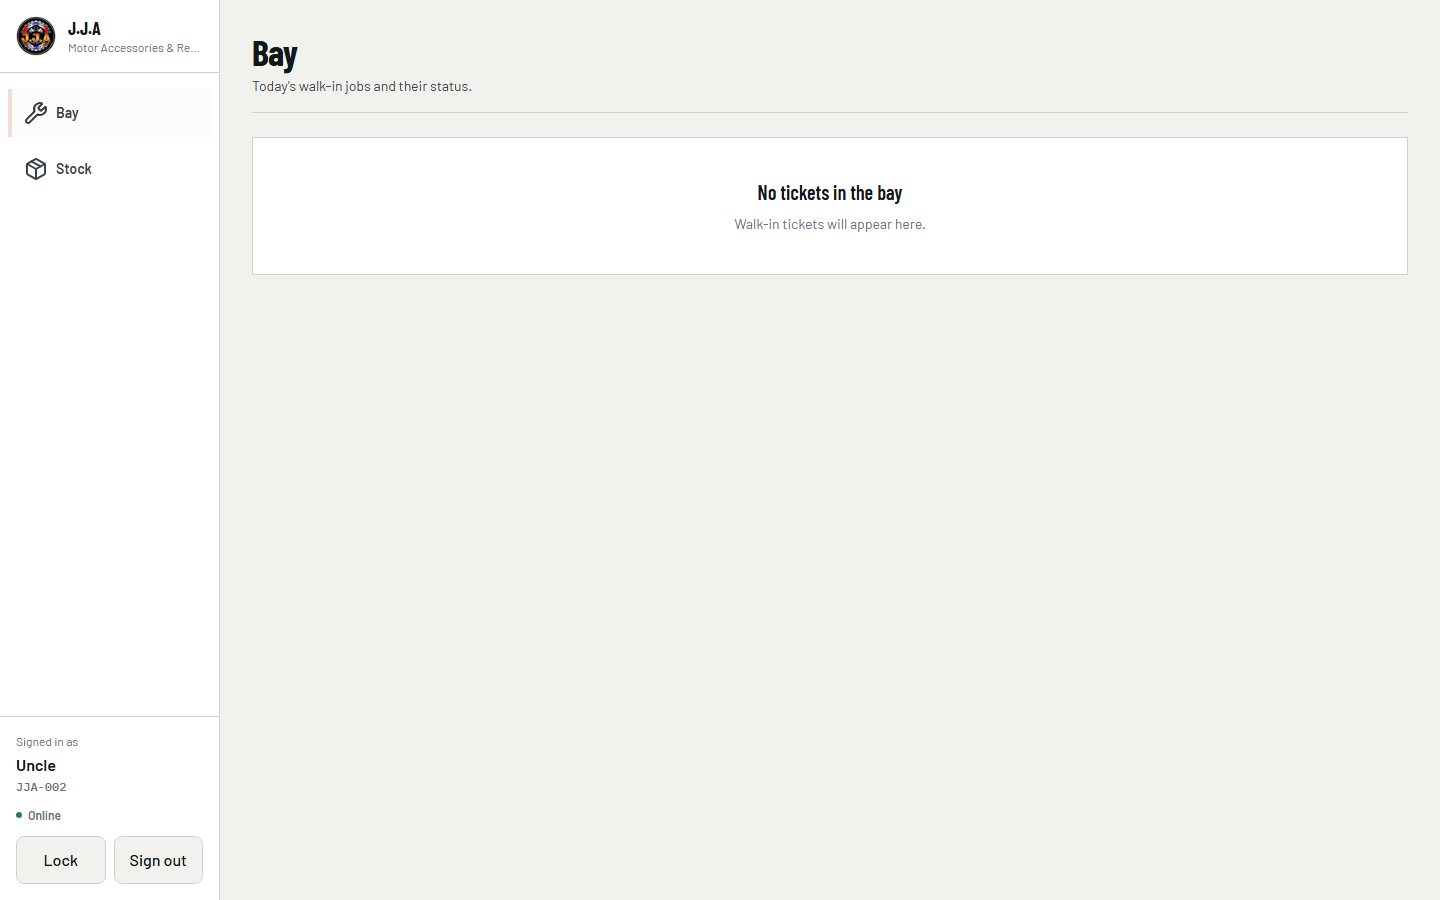 J.J.A
J.J.A
Motor Accessories & Re...
Bay
Stock
Signed in as
Uncle
JJA-002
Online
Lock
Sign out
Bay
Today's walk-in jobs and their status.
No tickets in the bay
Walk-in tickets will appear here.